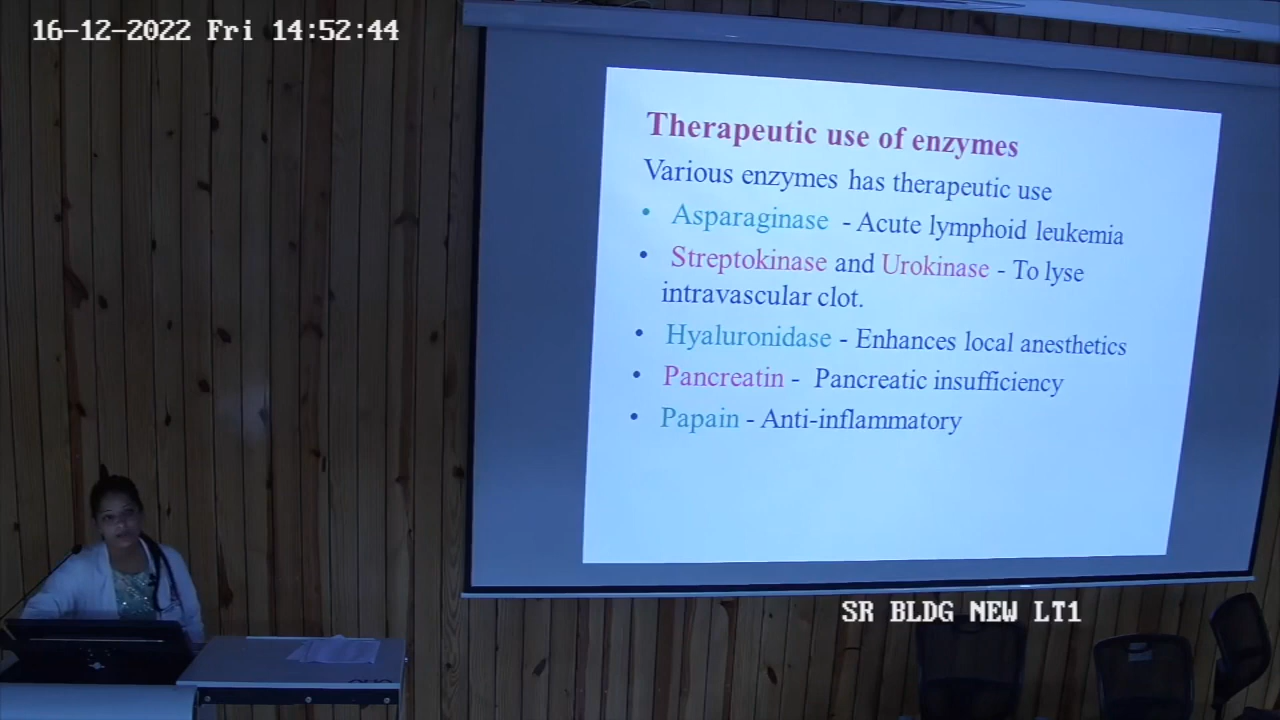 16-12-2022 Fri 14:52:44
Therapeutic use of enzymes
Various enzymes has therapeutic use
• Asparaginase - Acute lymphoid leukemia
• Streptokinase and Urokinase - To lyse
intravascular clot.
• Hyaluronidase - Enhances local anesthetics
• Pancreatin - Pancreatic insufficiency
• Papain - Anti-inflammatory
SR BLDG NEW LT1